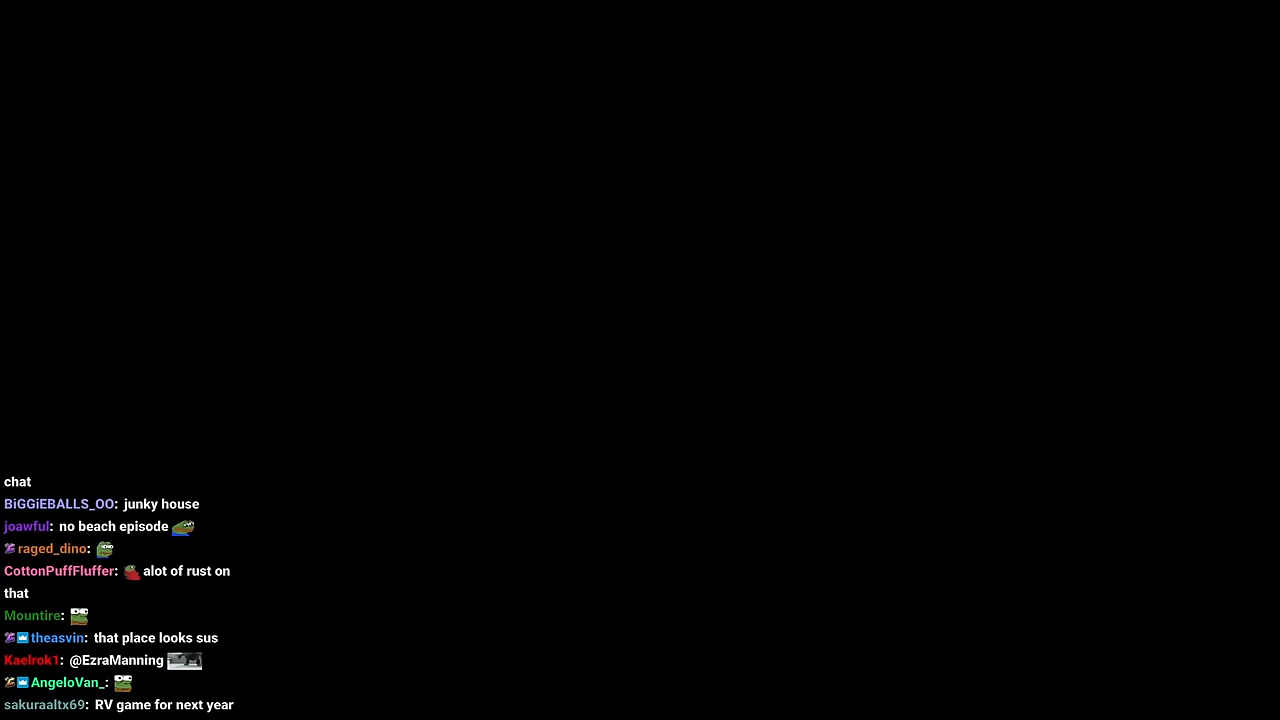 chat
BiGGiEBALLS_OO: junky house
joawful: no beach episode
raged_dino:
CottonPuffFluffer: alot of rust on
that
Mountire:
theasvin: that place looks sus
Kaelrok1: @EzraManning
AngeloVan_:
sakuraaltx69: RV game for next year